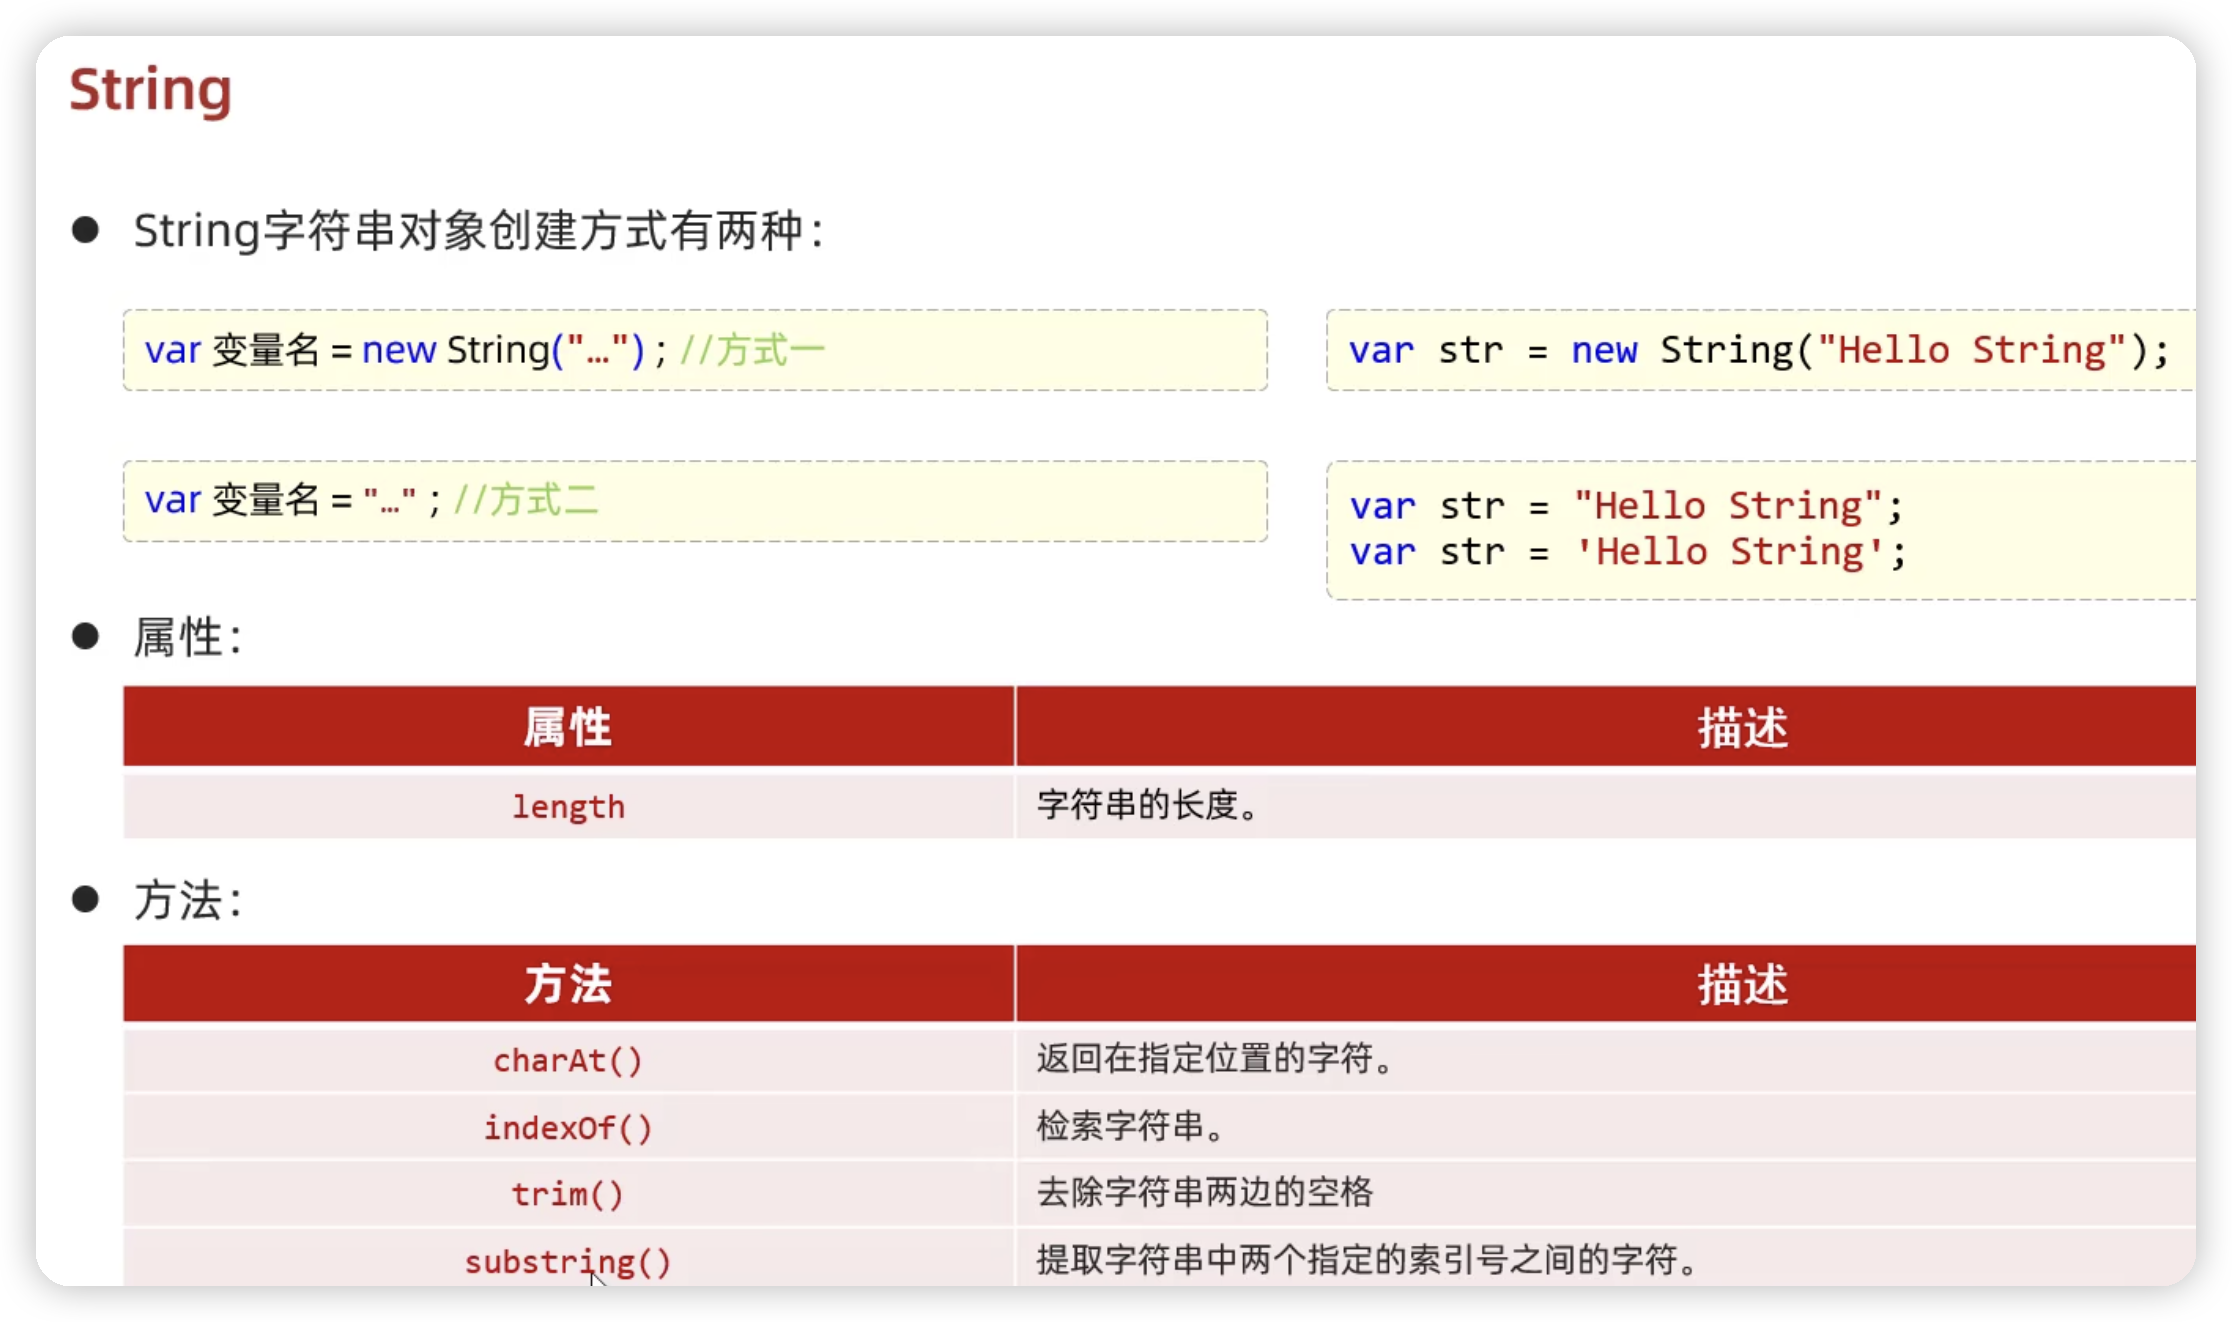 String
● String字符串对象创建方式有两种：
var 变量名 = new String("…") ; //方式一
var str = new String("Hello String");
var 变量名 = "…" ; //方式二
var str = "Hello String";
var str = 'Hello String';
● 属性：
属性 描述
length 字符串的长度。
● 方法：
方法 描述
charAt() 返回在指定位置的字符。
indexOf() 检索字符串。
trim() 去除字符串两边的空格
substring() 提取字符串中两个指定的索引号之间的字符。